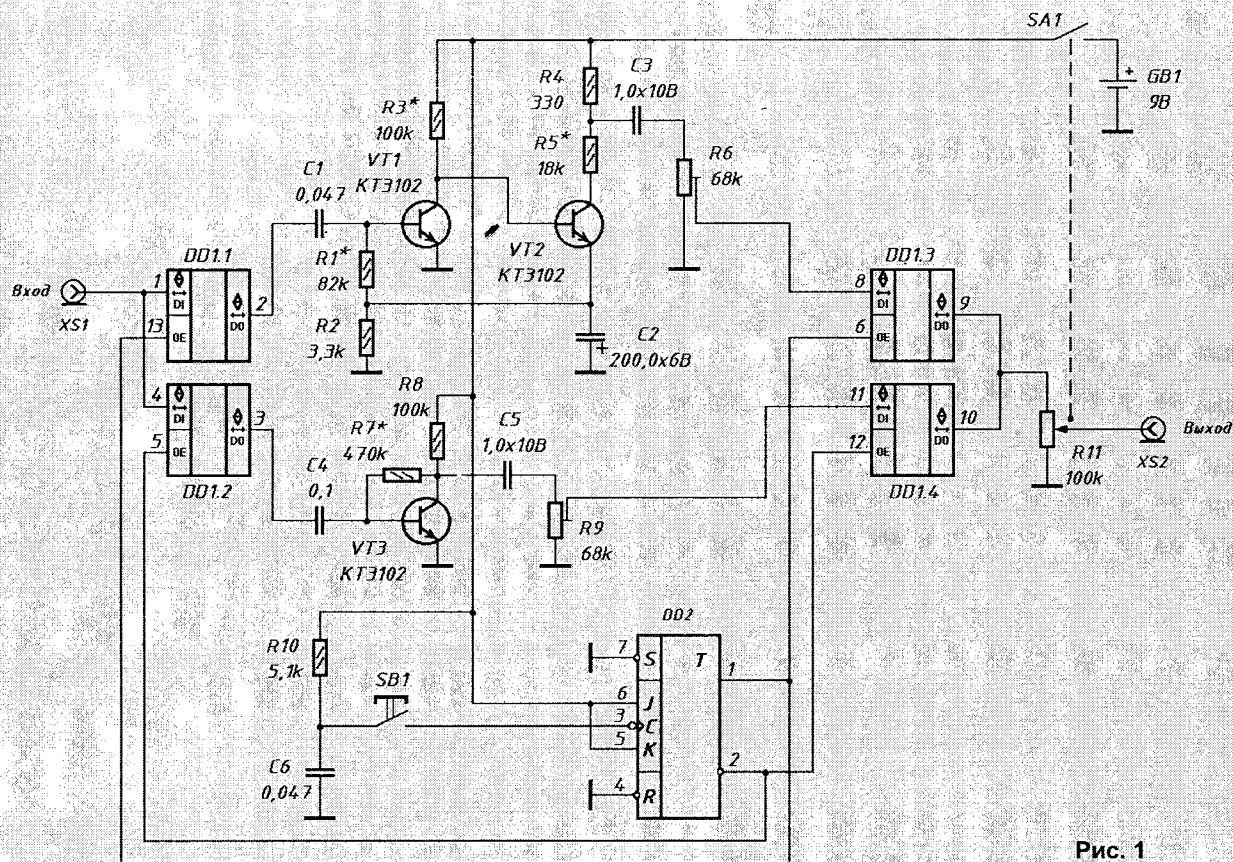 SA1
GB1
9В
R3*
100k
R4
330
C3
1,0x10В
R5*
18k
R6
68k
VT1
КТ3102
C1
0,047
VT2
КТ3102
R1*
82k
R2
3,3k
C2
200,0x6В
+
+
Вход
XS1
DD1.1
1
DI
13
OE
DO
2
4
DI
5
OE
DO
3
DD1.2
DD1.3
8
DI
6
OE
DO
9
11
DI
12
OE
DO
10
DD1.4
R11
100k
Выход
XS2
R8
100k
R7*
470k
C5
1,0x10В
C4
0,1
VT3
КТ3102
R9
68k
R10
5,1k
SB1
C6
0,047
DD2
7
S
T
1
6
J
3
C
5
K
2
4
R
Рис. 1